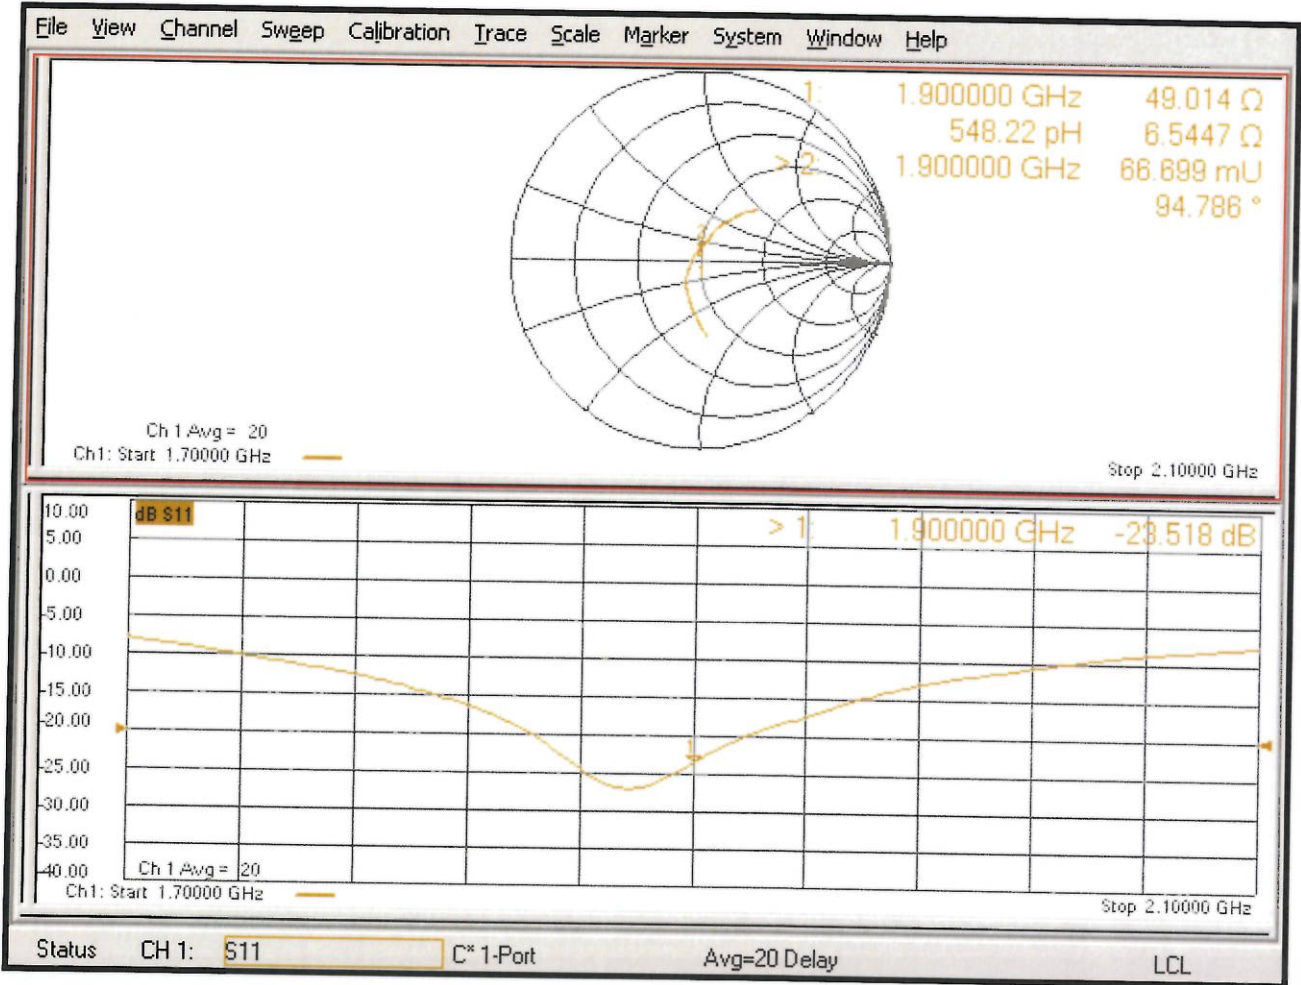 File View Channel Sweep Calibration Trace Scale Marker System Window Help
1: 1.900000 GHz 49.014 Ω
548.22 pH 6.5447 Ω
> 2: 1.900000 GHz 66.699 mU
94.786 °
Ch 1 Avg = 20
Ch1: Start 1.70000 GHz
Stop 2.10000 GHz
10.00
dB S11
> 1: 1.900000 GHz -23.518 dB
5.00
0.00
-5.00
-10.00
-15.00
-20.00
1
-25.00
-30.00
-35.00
-40.00
Ch 1 Avg = 20
Ch1: Start 1.70000 GHz
Stop 2.10000 GHz
Status CH 1: S11 C* 1-Port Avg=20 Delay LCL